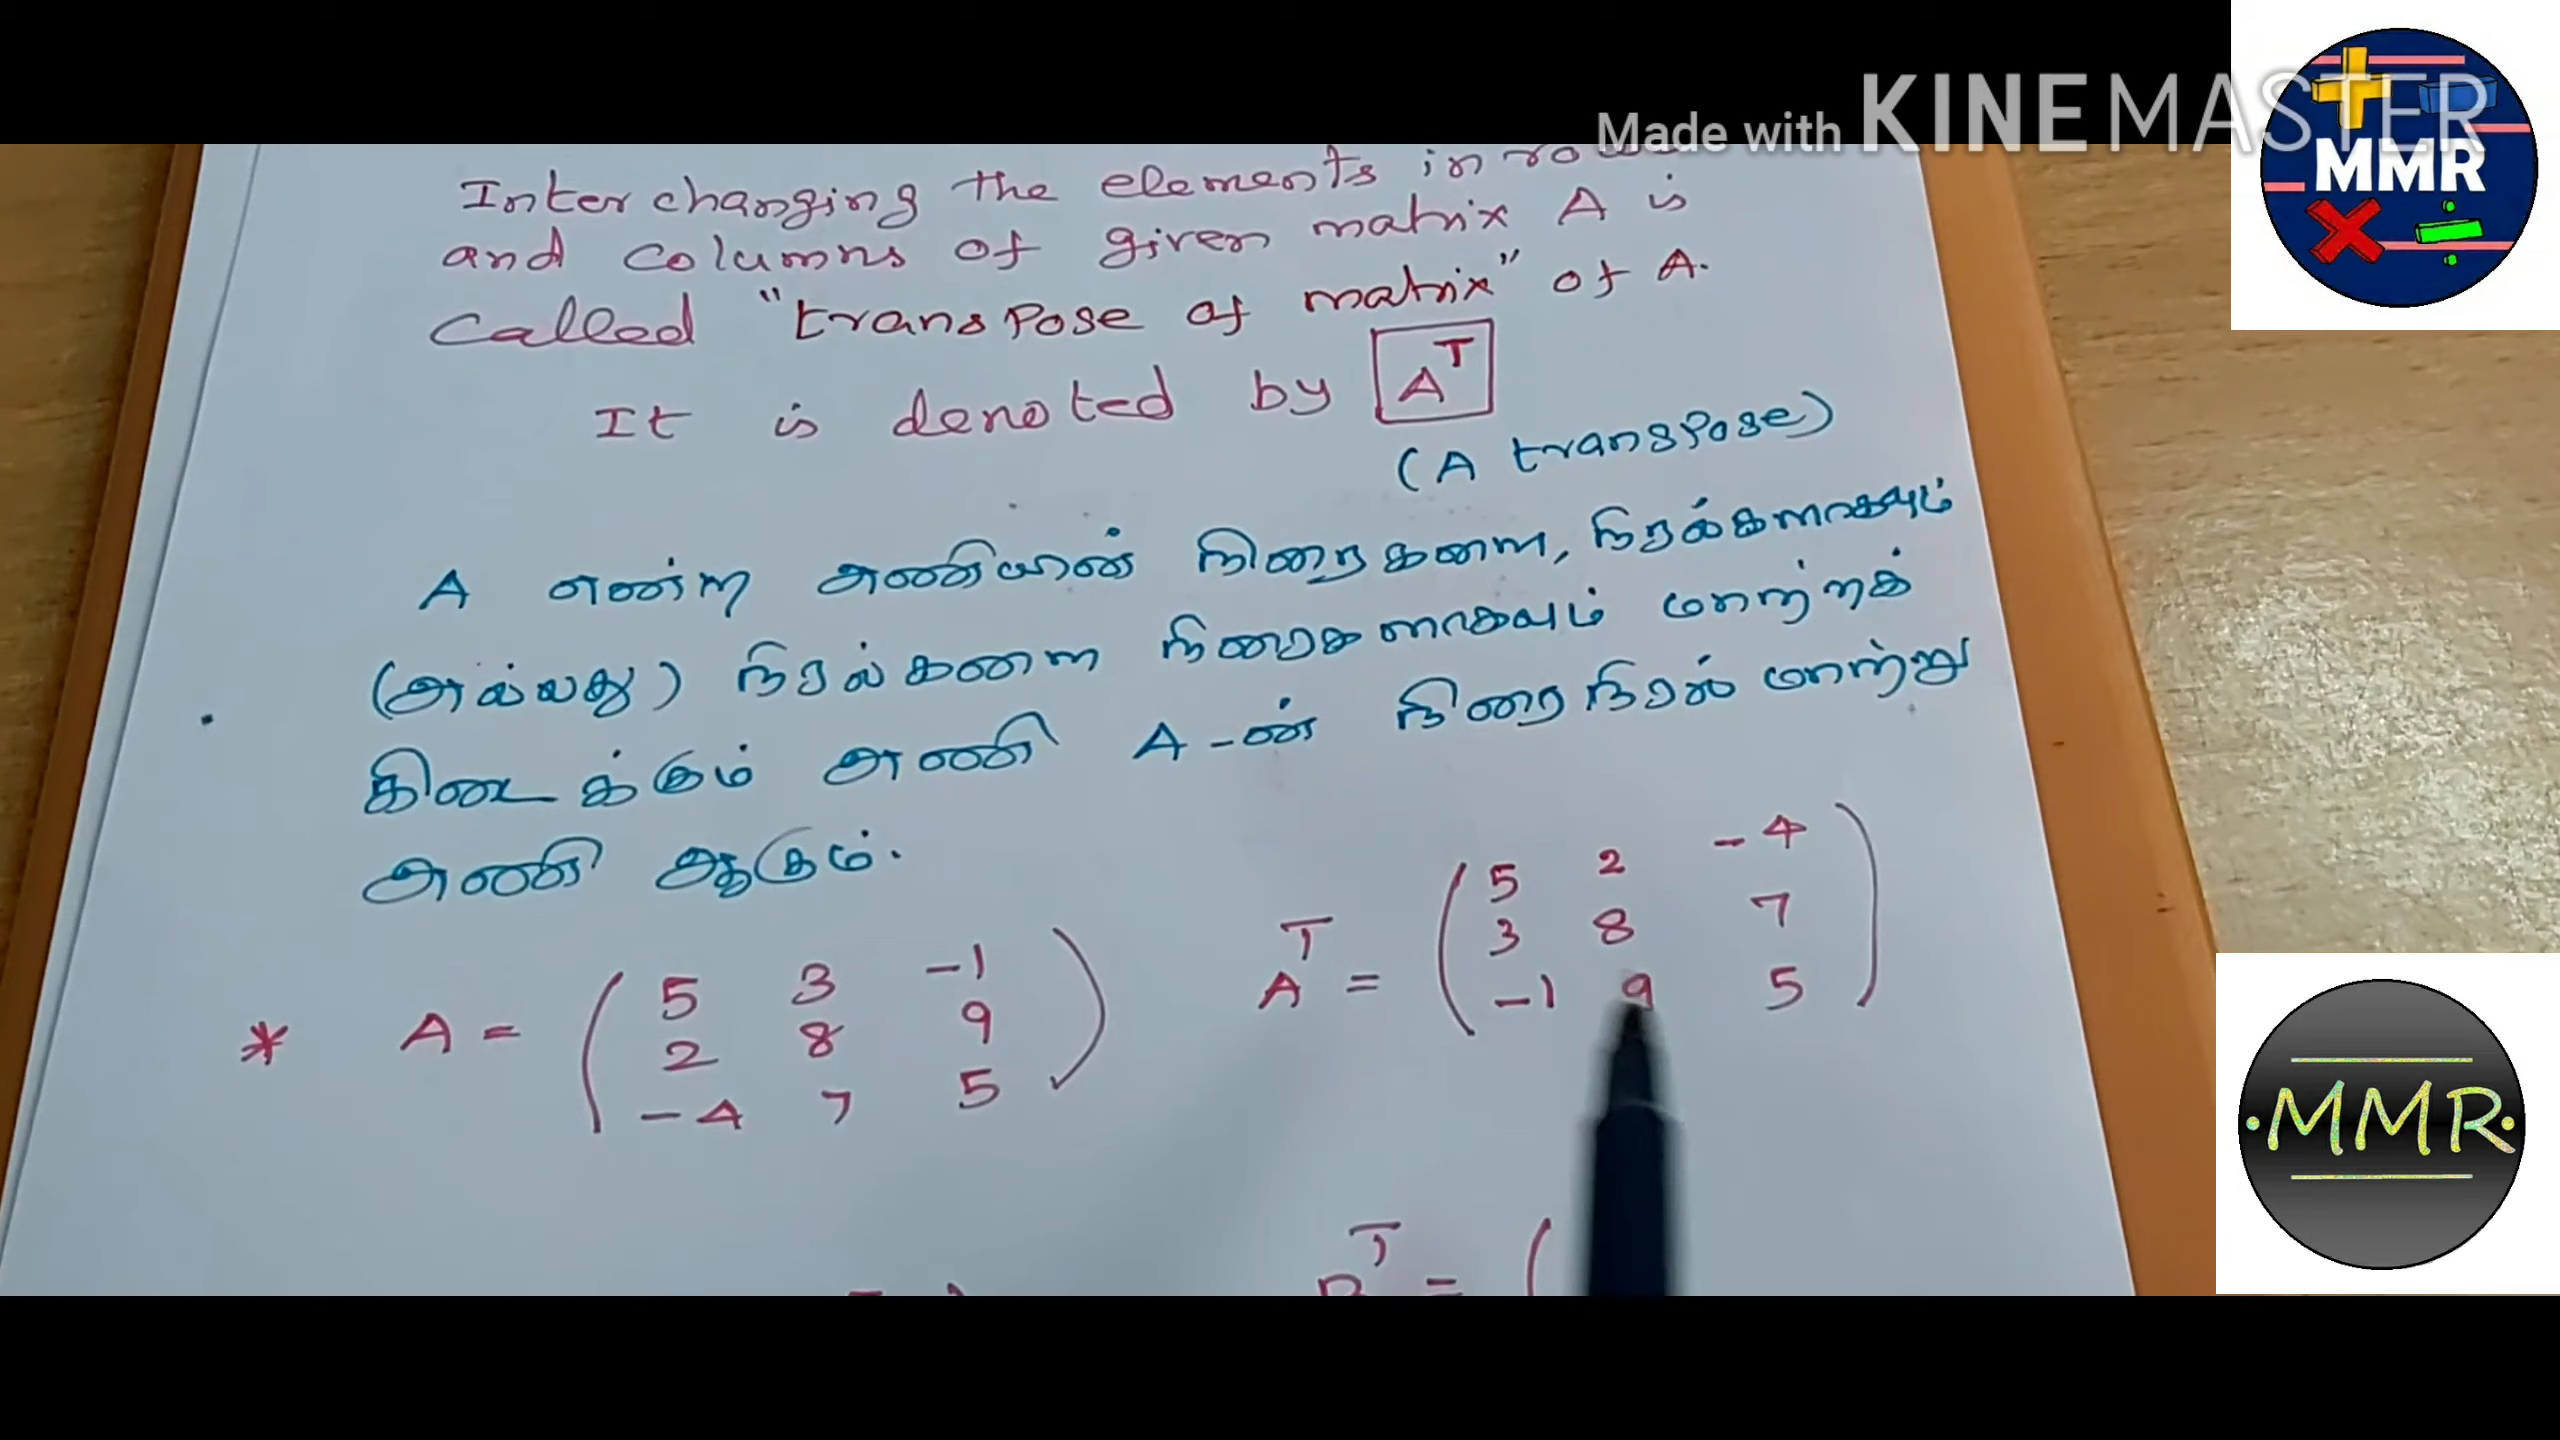 Made with KINEMASTER
MMR
Interchanging the elements in
and columns of given matrix A is
called "transpose of matrix" of A.
It is denoted by A^T
(A transpose)
A என்ற அணியின் நிறைகளை, நிரல்களாகவும்
(அல்லது) நிரல்களை நிறைகளாகவும் மாற்றக்
கிடைக்கும் அணி A-ன் நிறைநிரல் மாற்று
அணி ஆகும்.
* A = ( 5 3 -1
2 8 9
-4 7 5 )
A^T = ( 5 2 -4
3 8 7
-1 9 5 )
MMR
T
= (